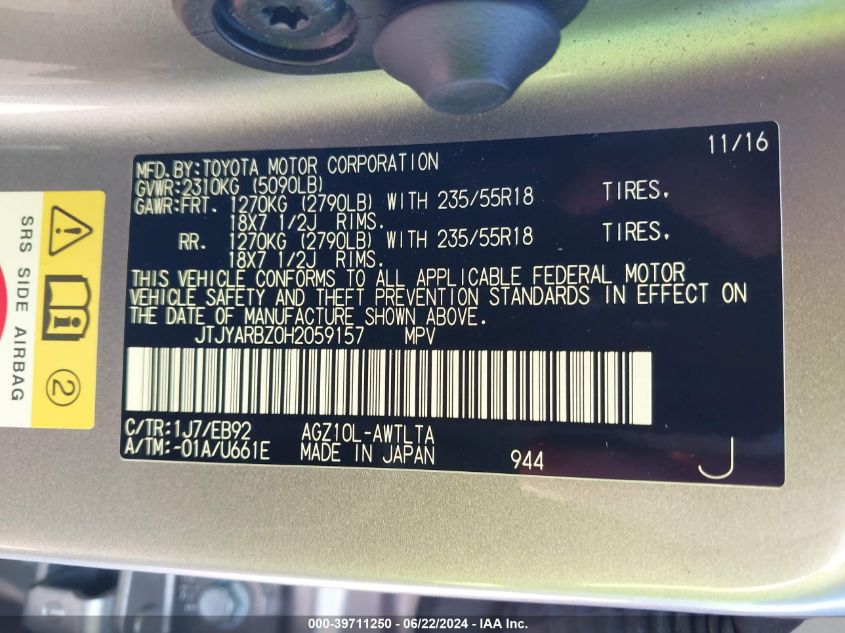 11/16
MFD.BY:TOYOTA MOTOR CORPORATION
GVWR:2310KG (5090LB)
GAWR:FRT. 1270KG (2790LB) WITH 235/55R18 TIRES.
18X7 1/2J RIMS.
RR. 1270KG (2790LB) WITH 235/55R18 TIRES.
18X7 1/2J RIMS.
THIS VEHICLE CONFORMS TO ALL APPLICABLE FEDERAL MOTOR
VEHICLE SAFETY AND THEFT PREVENTION STANDARDS IN EFFECT ON
THE DATE OF MANUFACTURE SHOWN ABOVE.
JTJYARBZ0H2059157 MPV
C/TR:1J7/EB92 AGZ10L-AWTLTA
A/TM:-01A/U661E MADE IN JAPAN 944 J
SRS SIDE AIRBAG
2
000-39711250 - 06/22/2024 - IAA Inc.